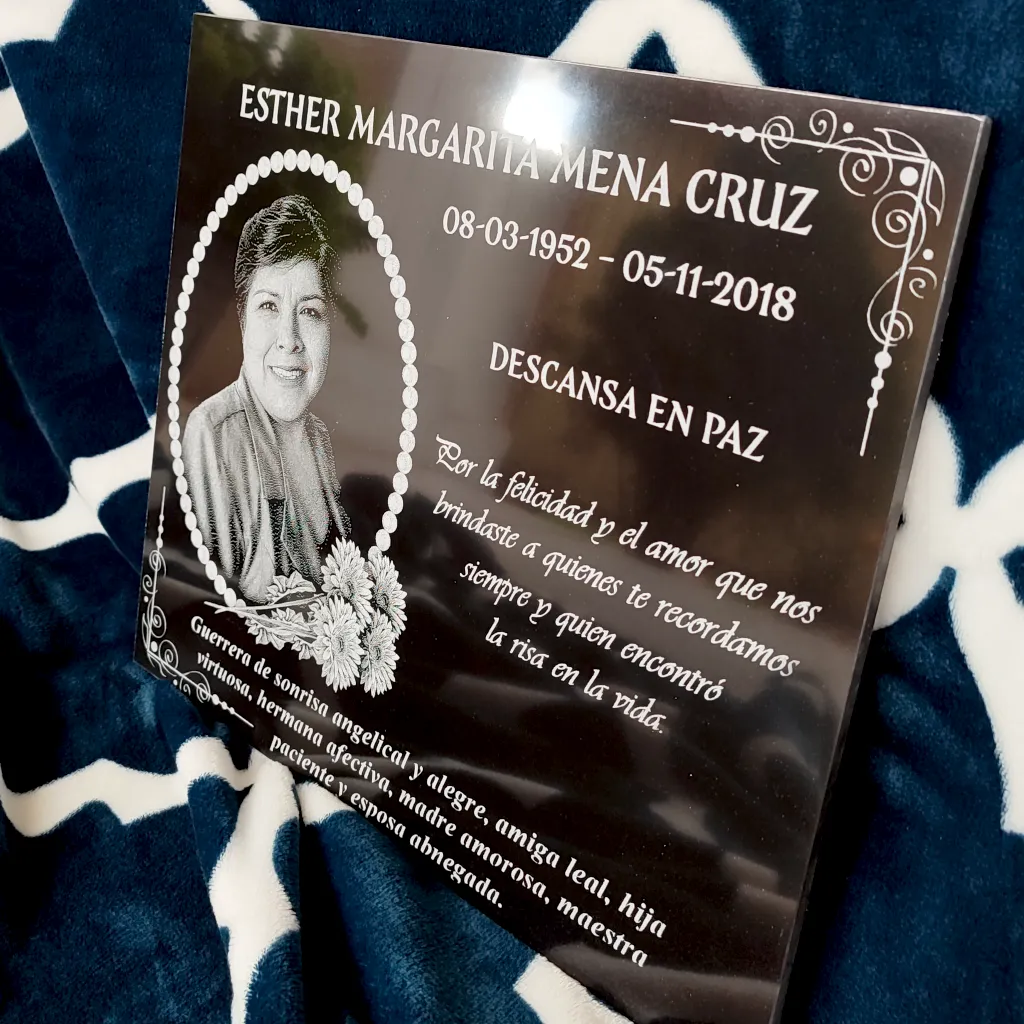 ESTHER MARGARITA MENA CRUZ
08-03-1952 - 05-11-2018
DESCANSA EN PAZ
Por la felicidad y el amor que nos
brindaste a quienes te recordamos
siempre y quien encontró
la risa en la vida.
Guerrera de sonrisa angelical y alegre, amiga leal, hija
virtuosa, hermana afectiva, madre amorosa, maestra
paciente y esposa abnegada.